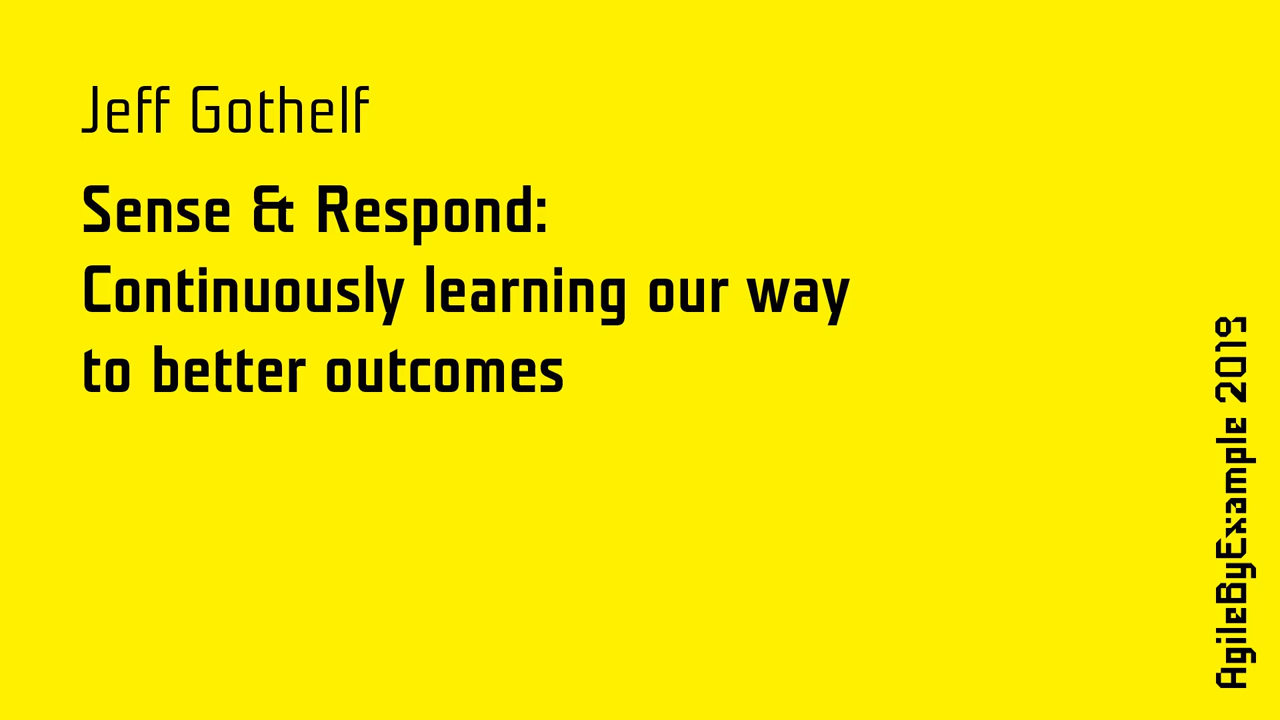 Jeff Gothelf
Sense & Respond:
Continuously learning our way
to better outcomes
AgileByExample 2019